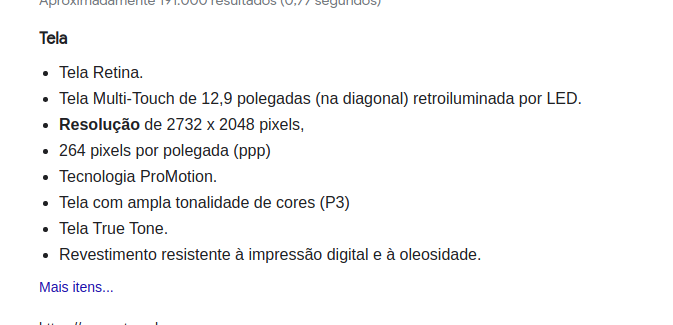 Aproximadamente 191.000 resultados (0,77 segundos)
Tela
Tela Retina.
Tela Multi-Touch de 12,9 polegadas (na diagonal) retroiluminada por LED.
Resolução de 2732 x 2048 pixels,
264 pixels por polegada (ppp)
Tecnologia ProMotion.
Tela com ampla tonalidade de cores (P3)
Tela True Tone.
Revestimento resistente à impressão digital e à oleosidade.
Mais itens...